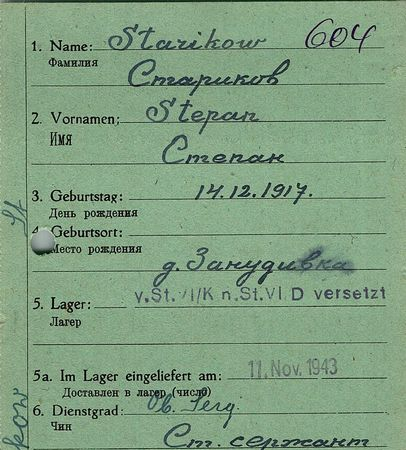 604
1. Name: Starikow
Фамилия
Стариков
2. Vornamen: Stepan
Имя
Степан
3. Geburtstag: 14.12.1917.
День рождения
4. Geburtsort:
Место рождения
д. Занудивка
v. St. VI/K n. St. VI D versetzt
5. Lager:
Лагерь
5a. Im Lager eingeliefert am: 11. Nov. 1943
Доставлен в лагерь (число)
6. Dienstgrad: Ob. Serg.
Чин
Ст. сержант